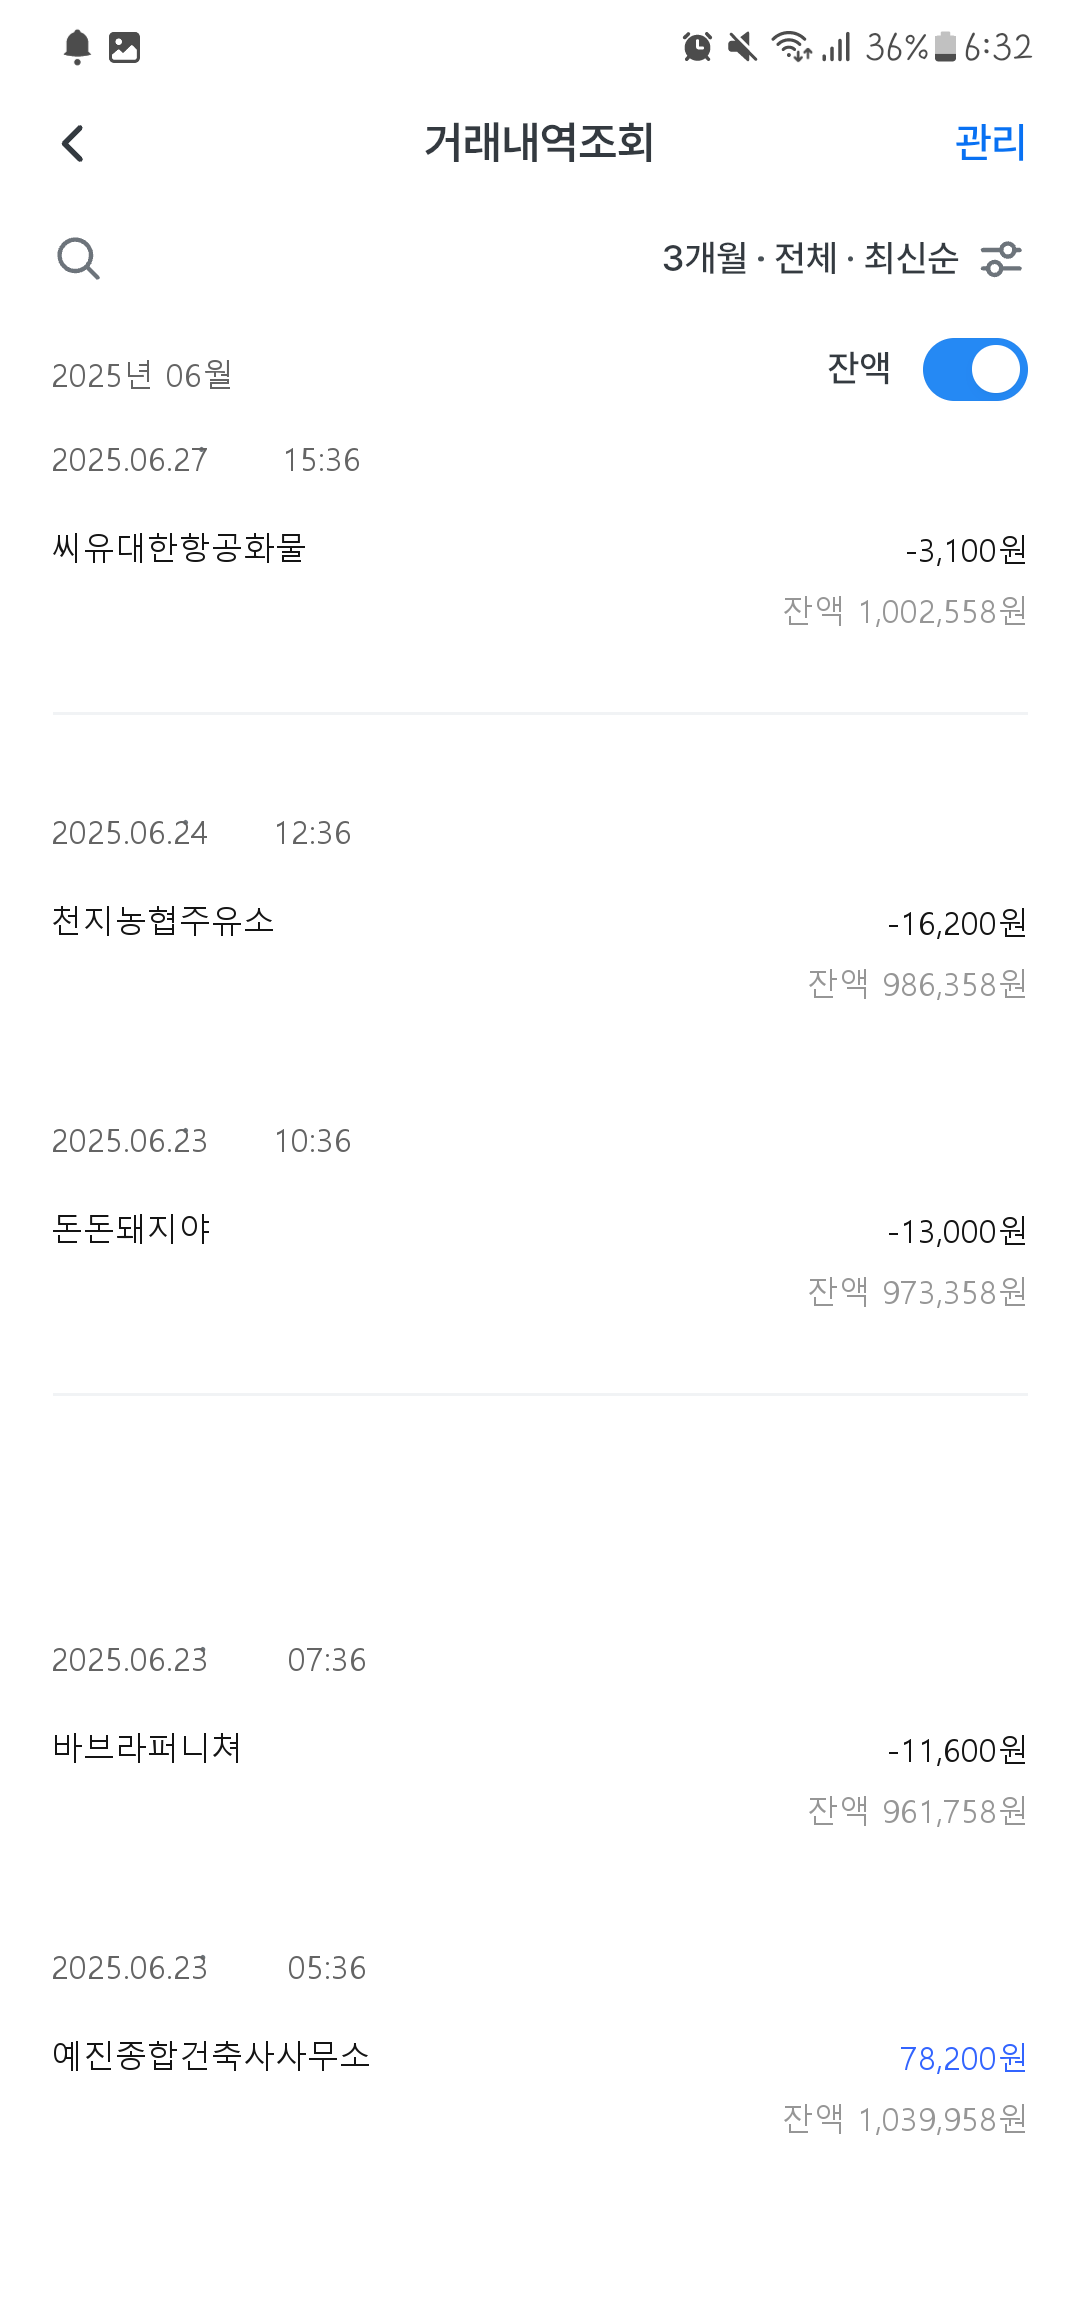 36% 6:32
거래내역조회 관리
3개월 · 전체 · 최신순
2025년 06월 잔액
2025.06.27 15:36
씨유대한항공화물 -3,100원
잔액 1,002,558원
2025.06.24 12:36
천지농협주유소 -16,200원
잔액 986,358원
2025.06.23 10:36
돈돈돼지야 -13,000원
잔액 973,358원
2025.06.23 07:36
바브라퍼니쳐 -11,600원
잔액 961,758원
2025.06.23 05:36
예진종합건축사사무소 78,200원
잔액 1,039,958원